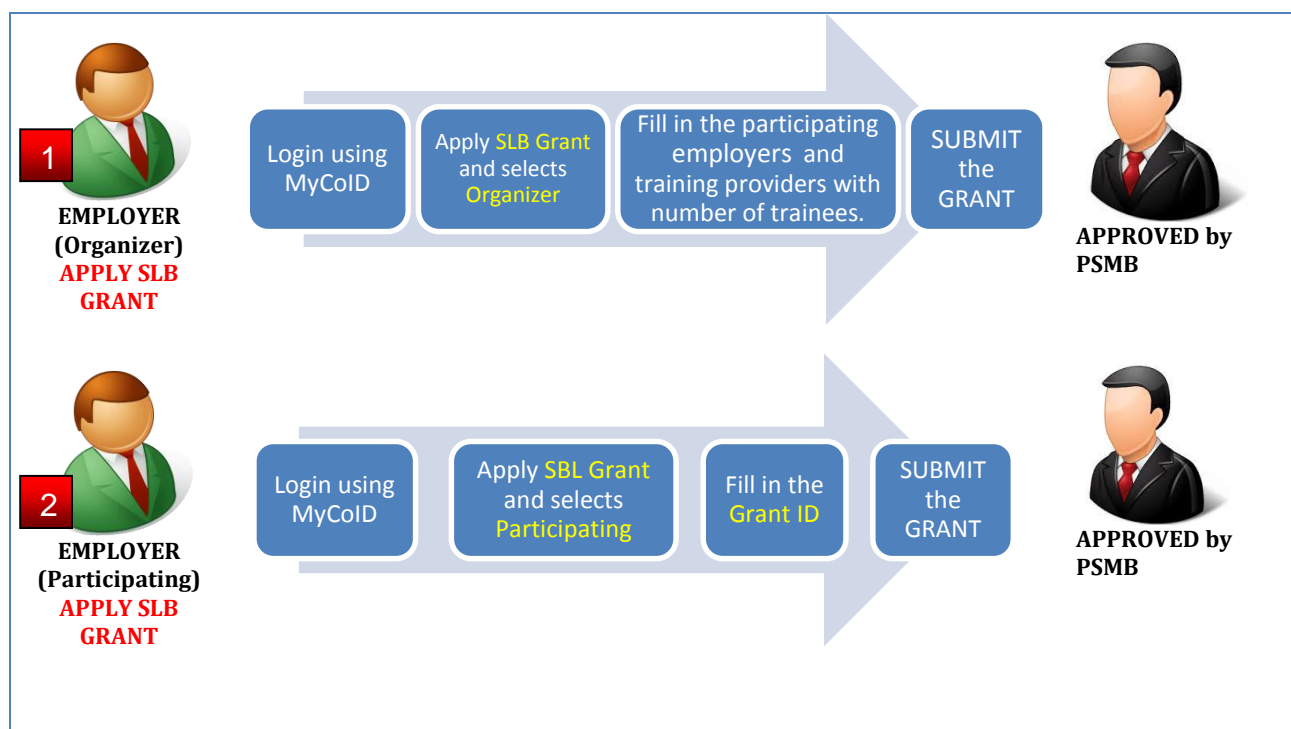 1
EMPLOYER
(Organizer)
APPLY SLB
GRANT
Login using
MyCoID
Apply SLB Grant
and selects
Organizer
Fill in the participating
employers and
training providers with
number of trainees.
SUBMIT
the
GRANT
APPROVED by
PSMB
2
EMPLOYER
(Participating)
APPLY SLB
GRANT
Login using
MyCoID
Apply SBL Grant
and selects
Participating
Fill in the
Grant ID
SUBMIT
the
GRANT
APPROVED by
PSMB